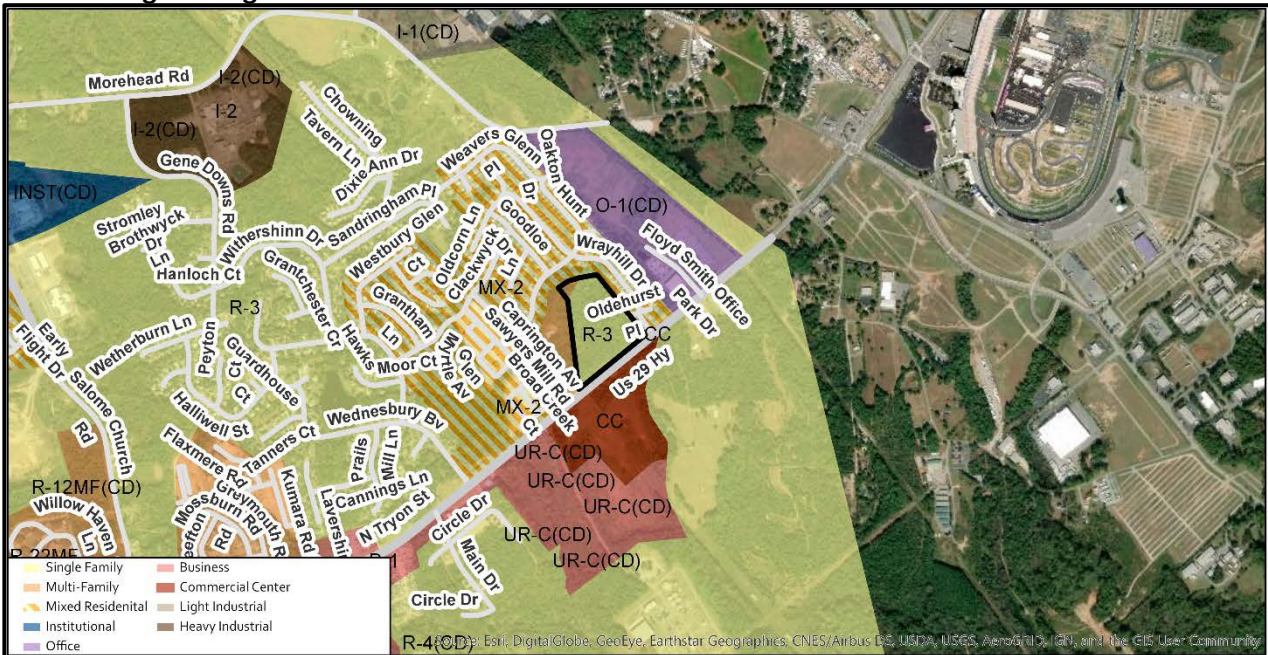 I-1(CD)
Morehead Rd
I-2(CD)
I-2
I-2(CD)
Chowning
Tavern Ln
Dixie Ann Dr
Weavers Glenn
Pl
Dr
Oakton Hunt
O-1(CD)
INST(CD)
Gene Downs Rd
Stromley
Brothwyck
Dr
Ln
Withershinn Dr
Sandringham Pl
Hanloch Ct
Grantchester Cr
Westbury Glen
Ct
Oldcorn Ln
Clackwyck
Dr
Ln
Goodloe
Wrayhill Dr
Floyd Smith Office
Park Dr
Oldehurst
Pl
MX-2
R-3
R-3
CC
Us 29 Hy
Grantham
Ln
Hawks
Moor Ct
Myrtle Av
Glen
Cabrington Av
Sawyers Mill Rd
Broad Creek
Ct
MX-2
CC
Early
Flight Dr
Salome Church
Rd
Wetherburn Ln
Peyton
Ct
Guardhouse
Ct
Halliwell St
Wednesbury Bv
Tanners Ct
Flaxmere Rd
Greymouth R
Mossburn Rd
eefton
Rd
Kumara Rd
Lavershi
Prails
Mill Ln
Cannings Ln
N Tryon St
Circle Dr
Main Dr
Circle Dr
UR-C(CD)
UR-C(CD)
UR-C(CD)
UR-C(CD)
UR-C(CD)
R-12MF(CD)
Willow Haven
Ln
R-22MF
R-4(CD)
Single Family
Multi-Family
Mixed Residenital
Institutional
Office
Business
Commercial Center
Light Industrial
Heavy Industrial
Esri, DigitalGlobe, GeoEye, Earthstar Geographics, CNES/Airbus DS, USDA, USGS, AeroGRID, IGN, and the GIS User Community